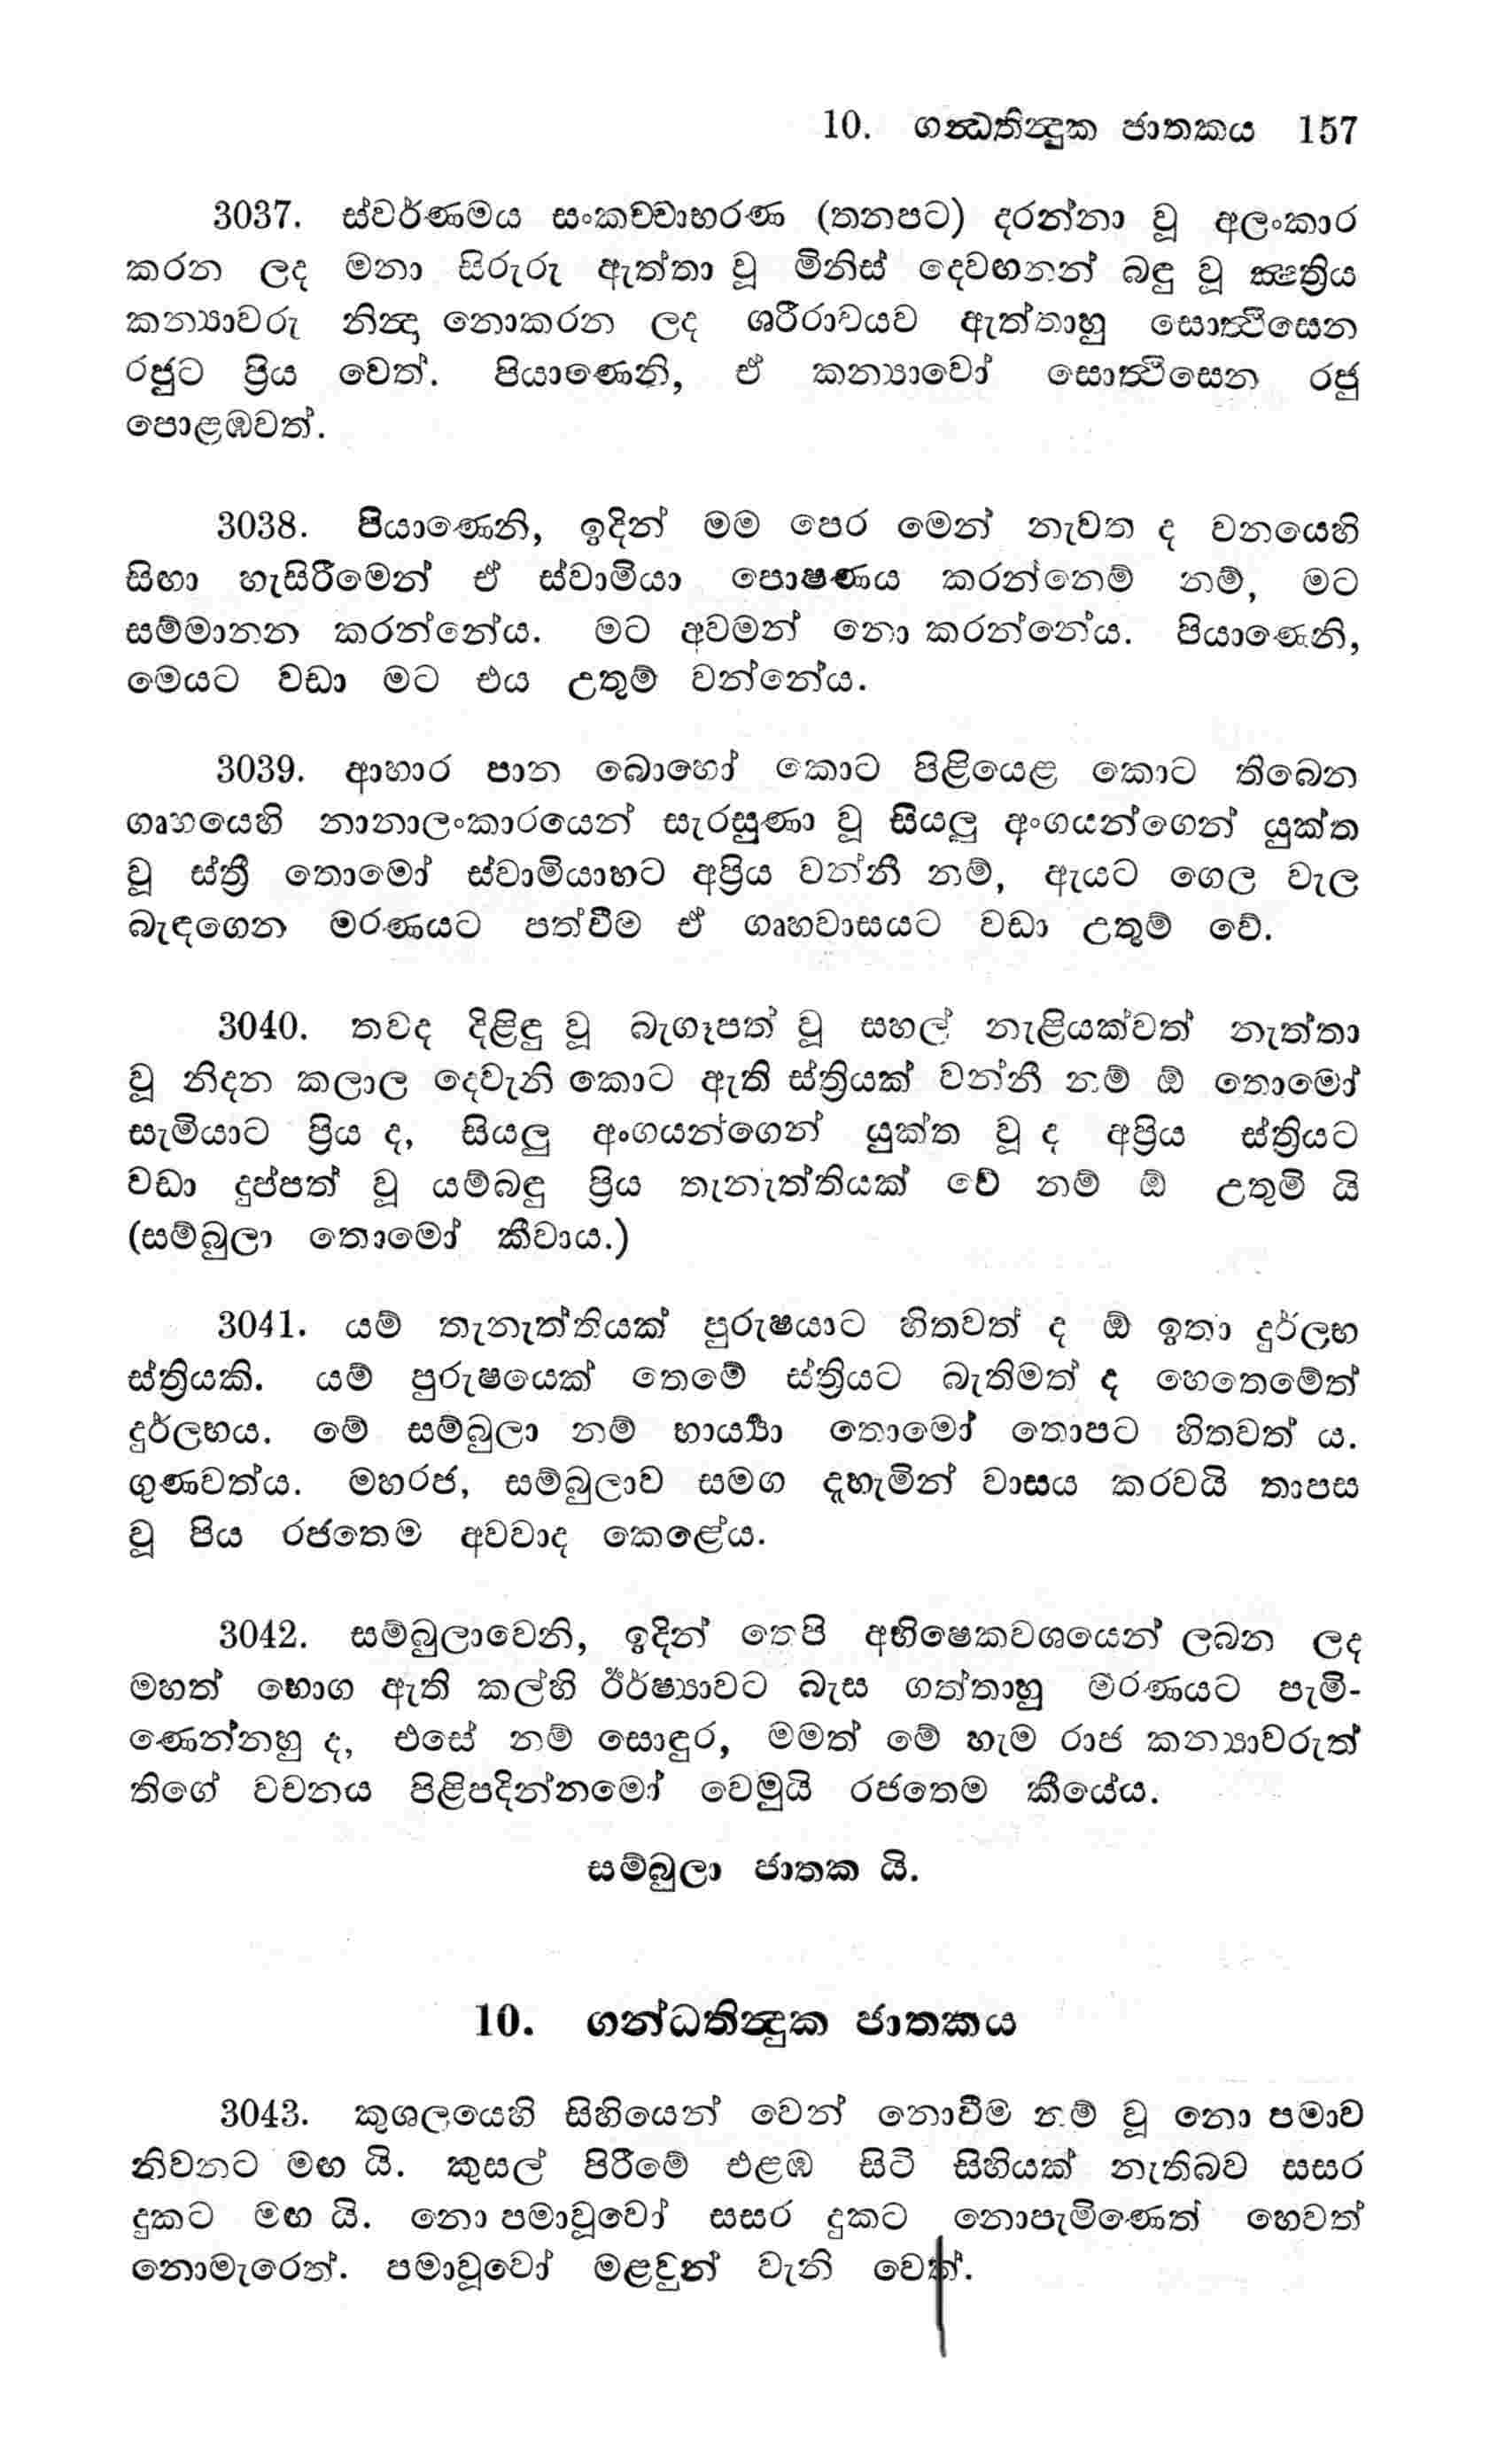 10. ගන්ධතින්දුක ජාතකය 157
3037. ස්වර්ණමය සංකච්චාභරණ (තනපට) දරන්නා වූ අලංකාර
කරන ලද මනා සිරුරු ඇත්තා වූ මිනිස් දෙවඟනන් බඳු වූ ක්‍ෂත්‍රිය
කන්‍යාවරු නින්දා නොකරන ලද ශරීරාවයව ඇත්තාහු සොත්‍ථිසෙන
රජුට ප්‍රිය වෙත්. පියාණෙනි, ඒ කන්‍යාවෝ සොත්‍ථිසෙන රජු
පොළඹවත්.
3038. පියාණෙනි, ඉදින් මම පෙර මෙන් නැවත ද වනයෙහි
සිඟා හැසිරීමෙන් ඒ ස්වාමියා පොෂණය කරන්නෙම් නම්, මට
සම්මානන කරන්නේය. මට අවමන් නො කරන්නේය. පියාණෙනි,
මෙයට වඩා මට එය උතුම් වන්නේය.
3039. ආහාර පාන බොහෝ කොට පිළියෙළ කොට තිබෙන
ගෘහයෙහි නානාලංකාරයෙන් සැරසුණා වූ සියලු අංගයන්ගෙන් යුක්ත
වූ ස්ත්‍රී තොමෝ ස්වාමියාහට අප්‍රිය වන්නී නම්, ඇයට ගෙල වැල
බැඳගෙන මරණයට පත්වීම ඒ ගෘහවාසයට වඩා උතුම් වේ.
3040. තවද දිළිඳු වූ බැගෑපත් වූ සහල් නැළියක්වත් නැත්තා
වූ නිදන කලාල දෙවැනි කොට ඇති ස්ත්‍රියක් වන්නී නම් ඕ තොමෝ
සැමියාට ප්‍රිය ද, සියලු අංගයන්ගෙන් යුක්ත වූ ද අප්‍රිය ස්ත්‍රියට
වඩා දුප්පත් වූ යම්බඳු ප්‍රිය තැනැත්තියක් වේ නම් ඕ උතුම් යි
(සම්බුලා තොමෝ කීවාය.)
3041. යම් තැනැත්තියක් පුරුෂයාට හිතවත් ද ඕ ඉතා දුර්ලභ
ස්ත්‍රියකි. යම් පුරුෂයෙක් තෙමේ ස්ත්‍රියට බැතිමත් ද හෙතෙමේත්
දුර්ලභය. මේ සම්බුලා නම් භාර්‍ය්‍යා තොමෝ තොපට හිතවත් ය.
ගුණවත්ය. මහරජ, සම්බුලාව සමග දැහැමින් වාසය කරවයි තාපස
වූ පිය රජතෙම අවවාද කෙළේය.
3042. සම්බුලාවෙනි, ඉදින් තෙපි අභිෂෙකවශයෙන් ලබන ලද
මහත් භොග ඇති කල්හි ඊර්ෂ්‍යාවට බැස ගත්තාහු මරණයට පැමි-
ණෙන්නහු ද, එසේ නම් සොඳුර, මමත් මේ හැම රාජ කන්‍යාවරුත්
තිගේ වචනය පිළිපදින්නමෝ වෙමුයි රජතෙම කීයේය.
සම්බුලා ජාතක යි.
10. ගන්ධතින්දුක ජාතකය
3043. කුශලයෙහි සිහියෙන් වෙන් නොවීම නම් වූ නො පමාව
නිවනට මඟ යි. කුසල් පිරීමේ එළඹ සිටි සිහියක් නැතිබව සසර
දුකට මඟ යි. නො පමාවූවෝ සසර දුකට නොපැමිණෙත් හෙවත්
නොමැරෙත්. පමාවූවෝ මළවුන් වැනි වෙත්.